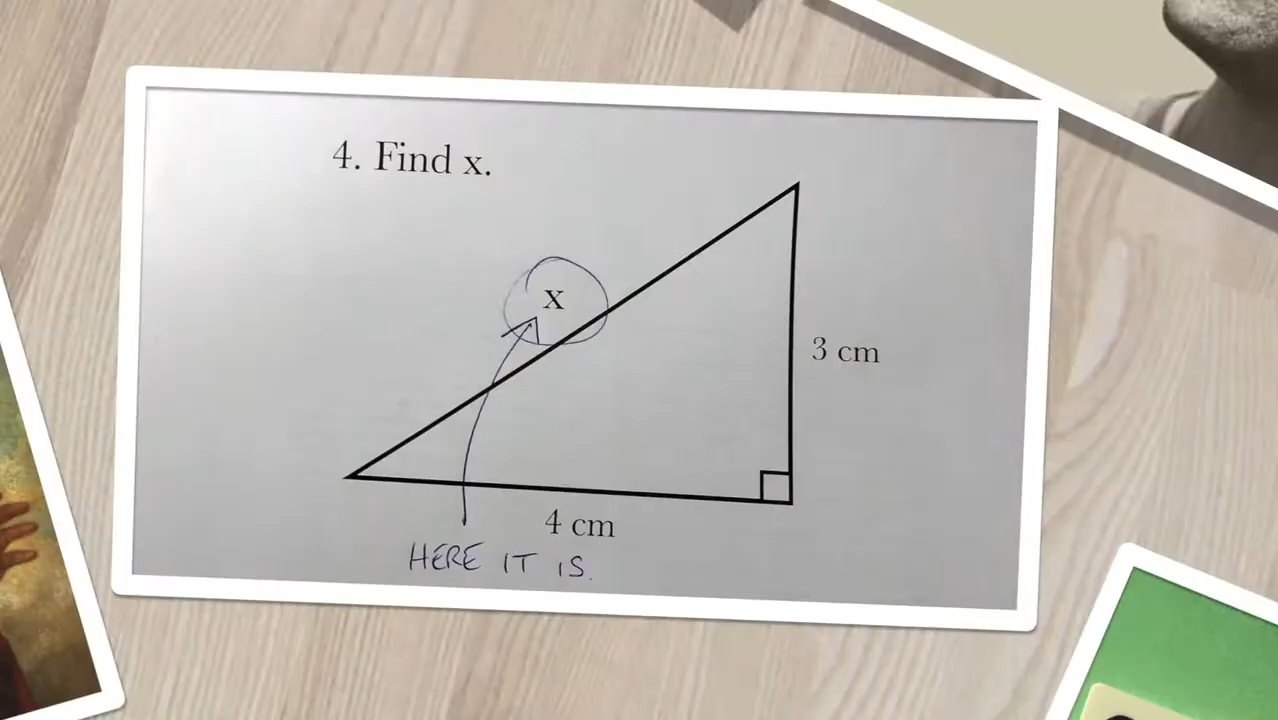 4. Find x.
x
3 cm
4 cm
HERE IT IS.